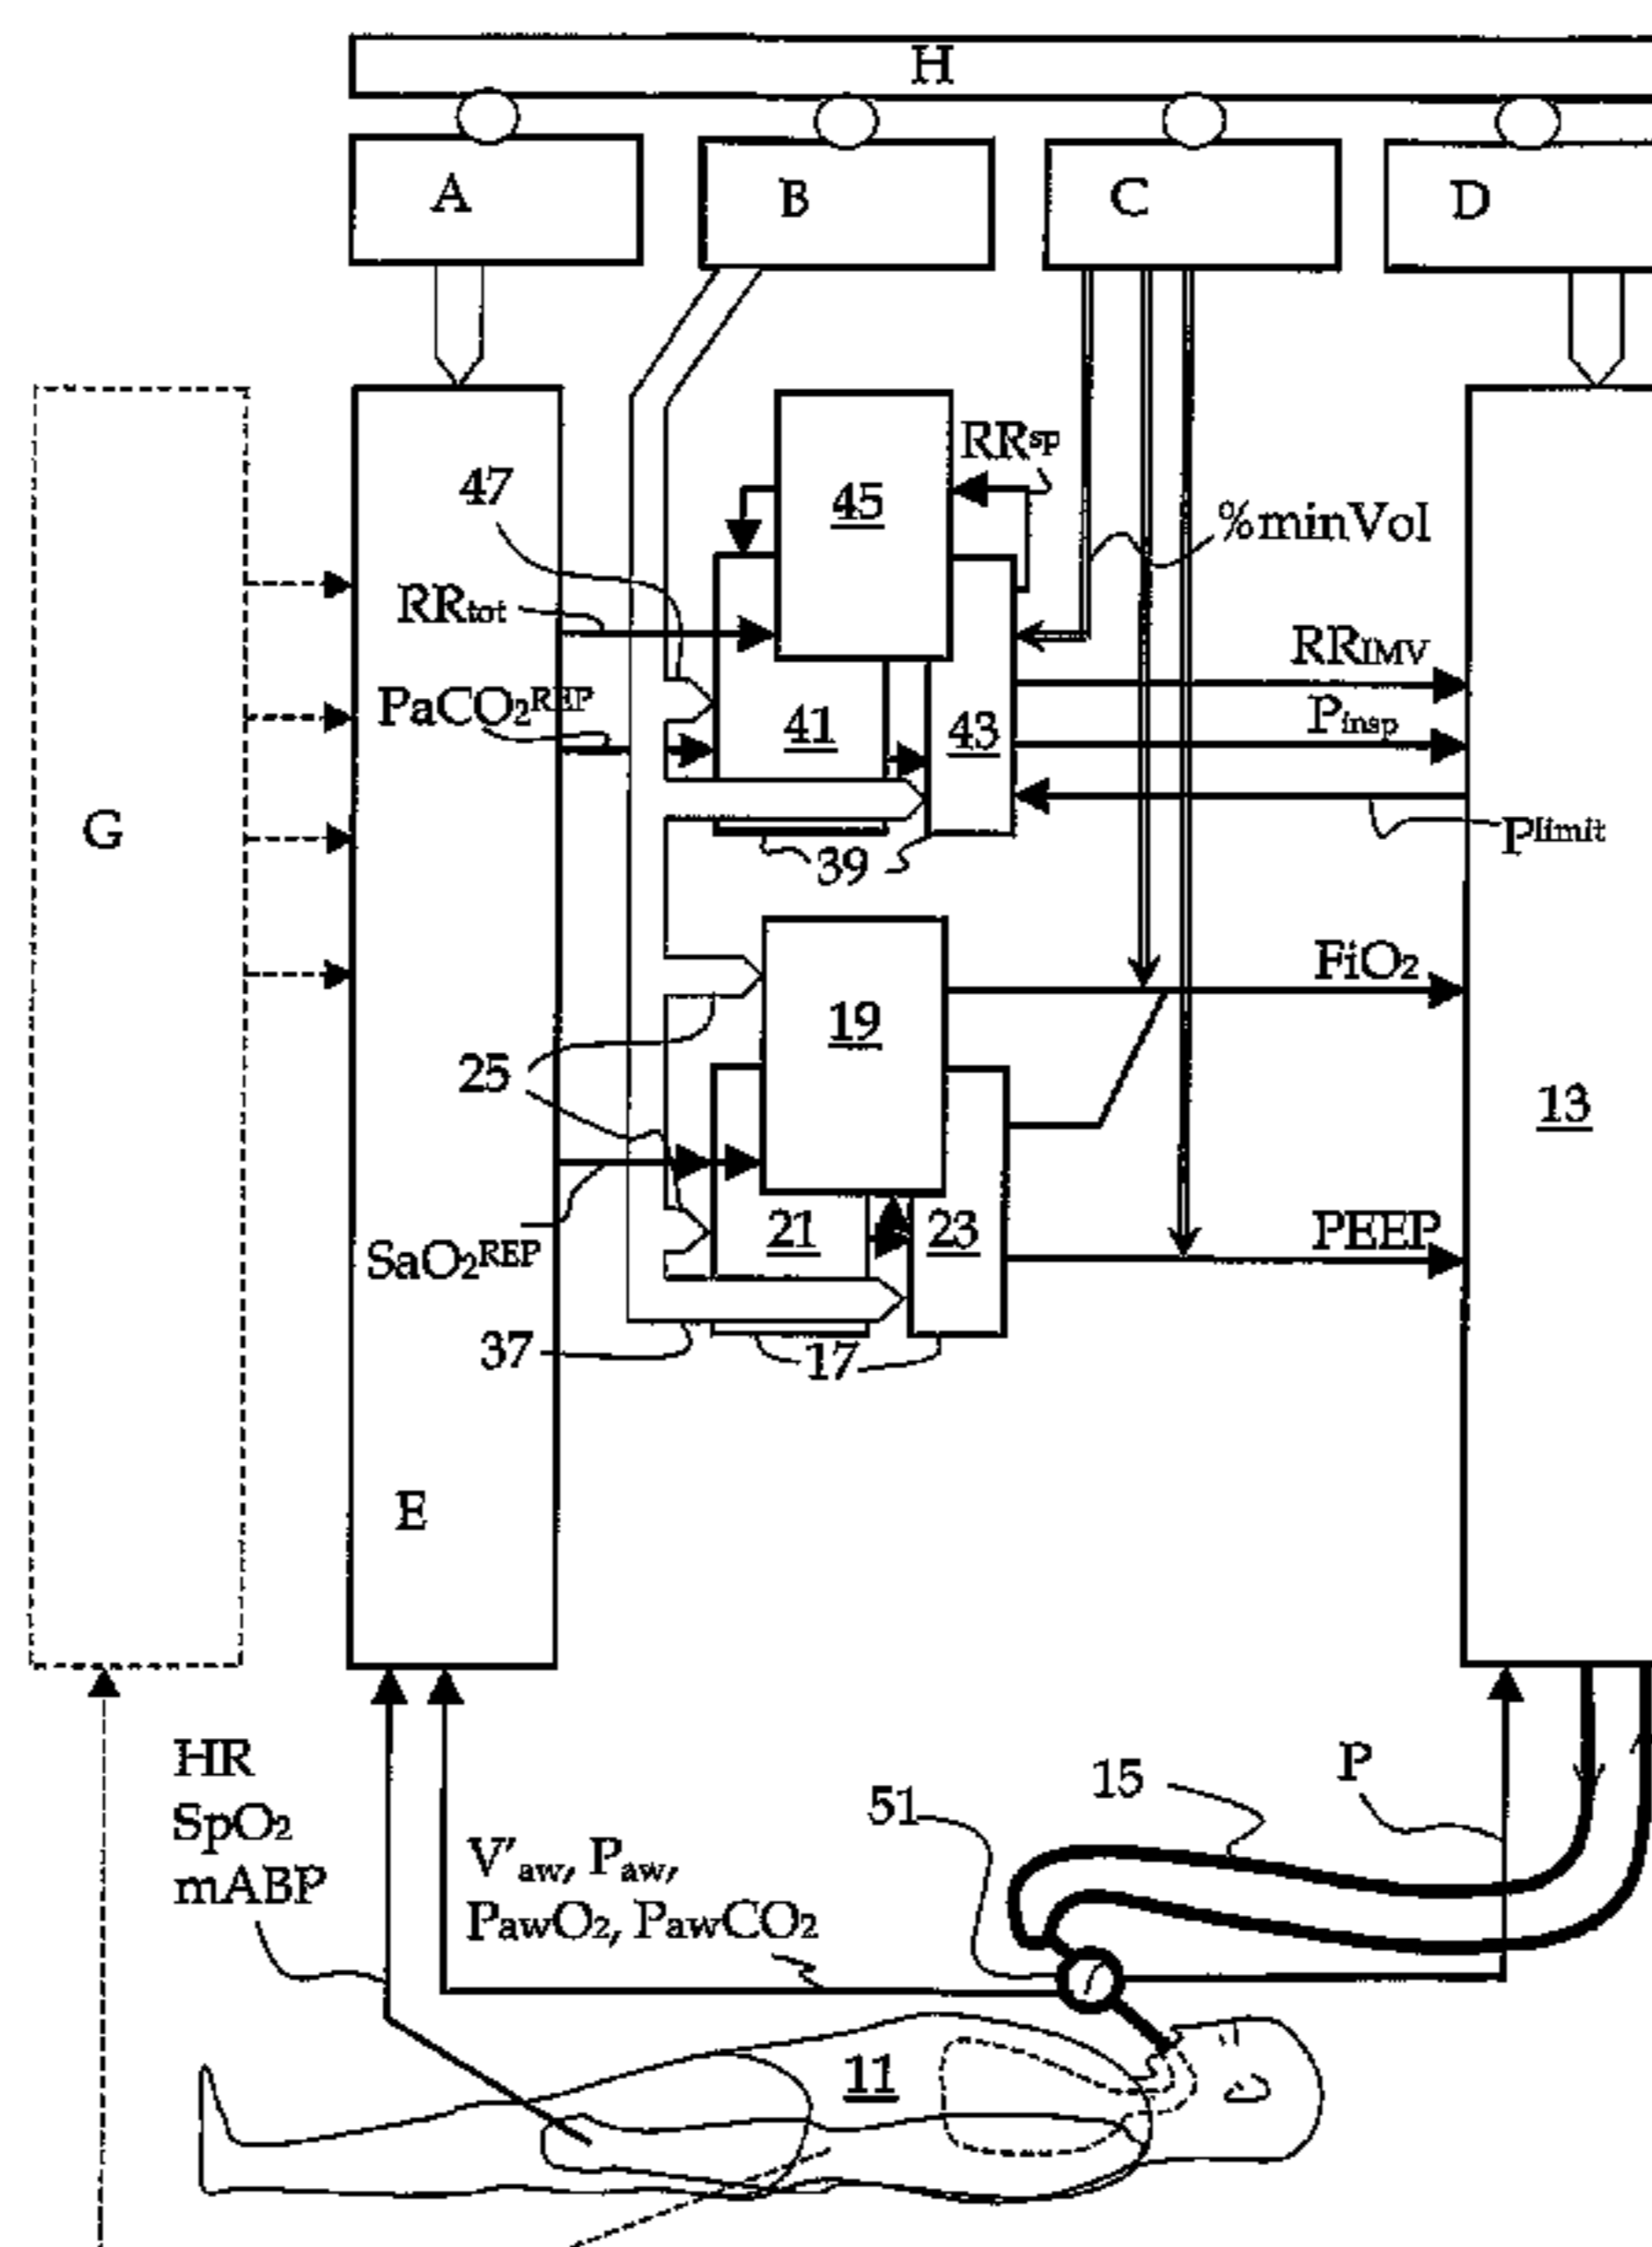 H
A
B
C
D
47
RRsp
45
%minVol
RRtot
RRIMV
PaCO2REP
41
43
Pinsp
G
39
Plimit
19
FiO2
25
13
21
23
PEEP
SaO2REP
37
17
E
HR
SpO2
mABP
51
15
P
V'aw, Paw,
PawO2, PawCO2
11